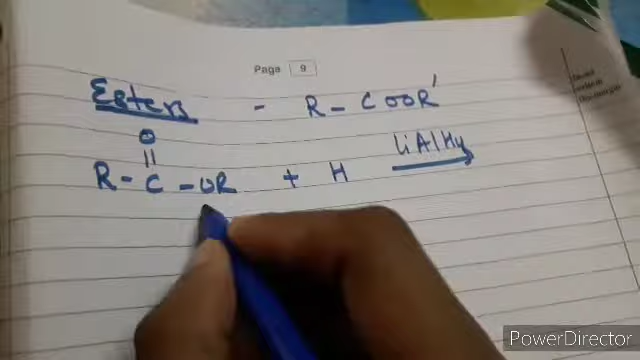 Page 9
Esters - R - COOR'
O
||
LiAlH4
R - C - OR + H
PowerDirector